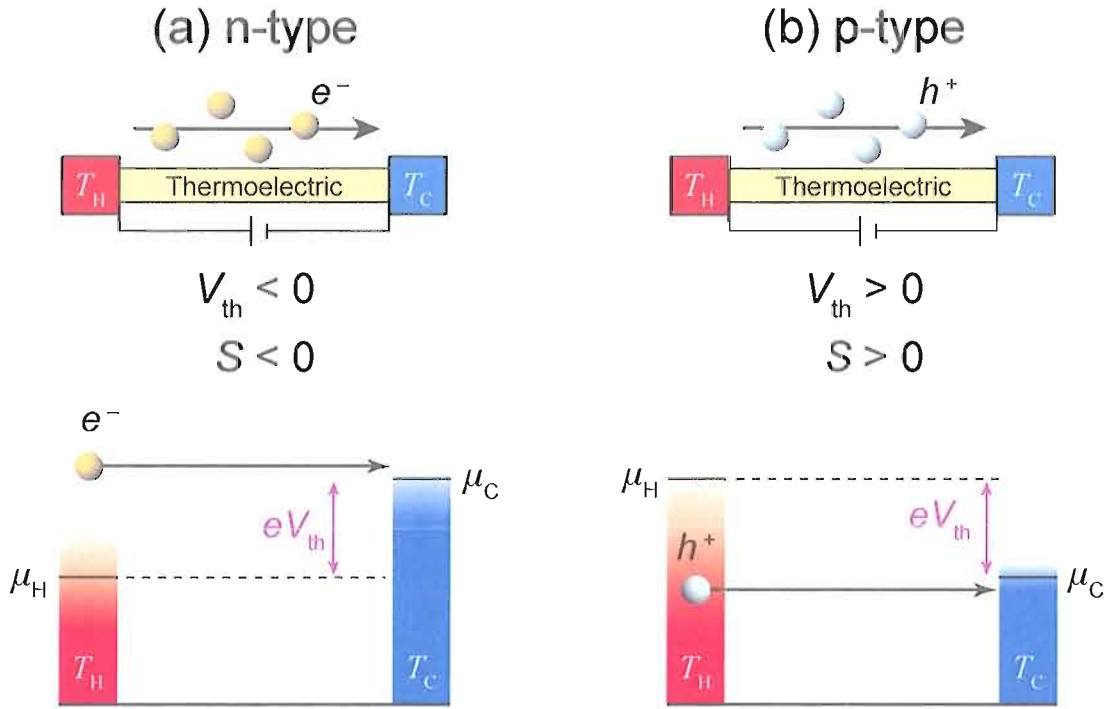 (a) n-type
e⁻
T_H Thermoelectric T_C
V_th < 0
S < 0
e⁻
μ_C
eV_th
μ_H
T_H T_C
(b) p-type
h⁺
T_H Thermoelectric T_C
V_th > 0
S > 0
μ_H
eV_th
h⁺
μ_C
T_H T_C